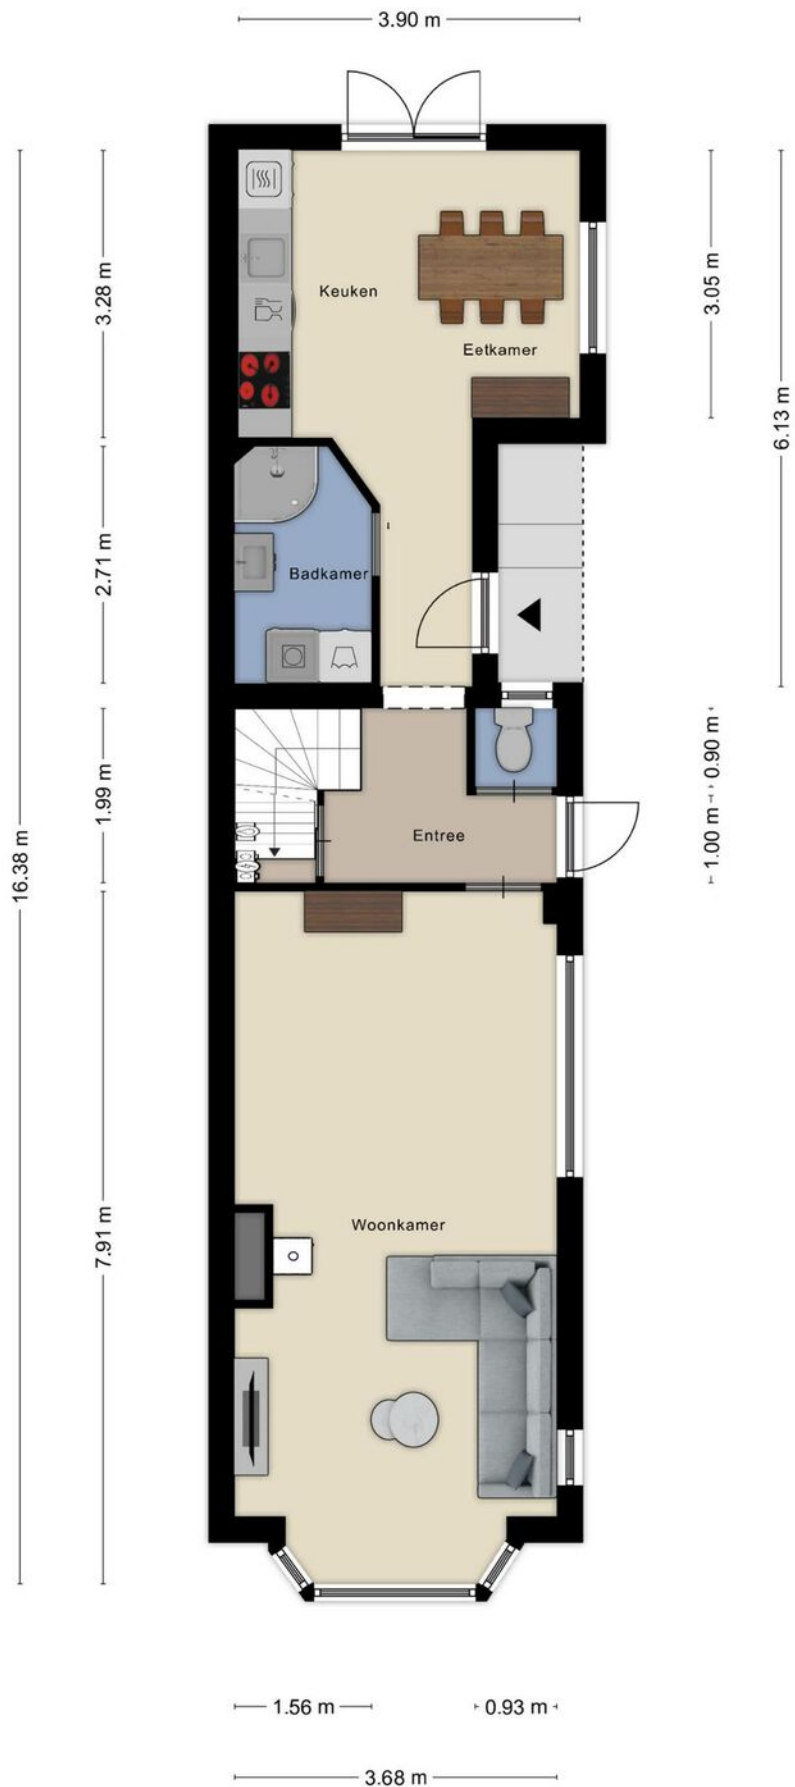 3.90 m
3.28 m
3.05 m
Keuken
Eetkamer
6.13 m
2.71 m
Badkamer
0.90 m
1.99 m
16.38 m
Entree
1.00 m
7.91 m
Woonkamer
1.56 m
0.93 m
3.68 m